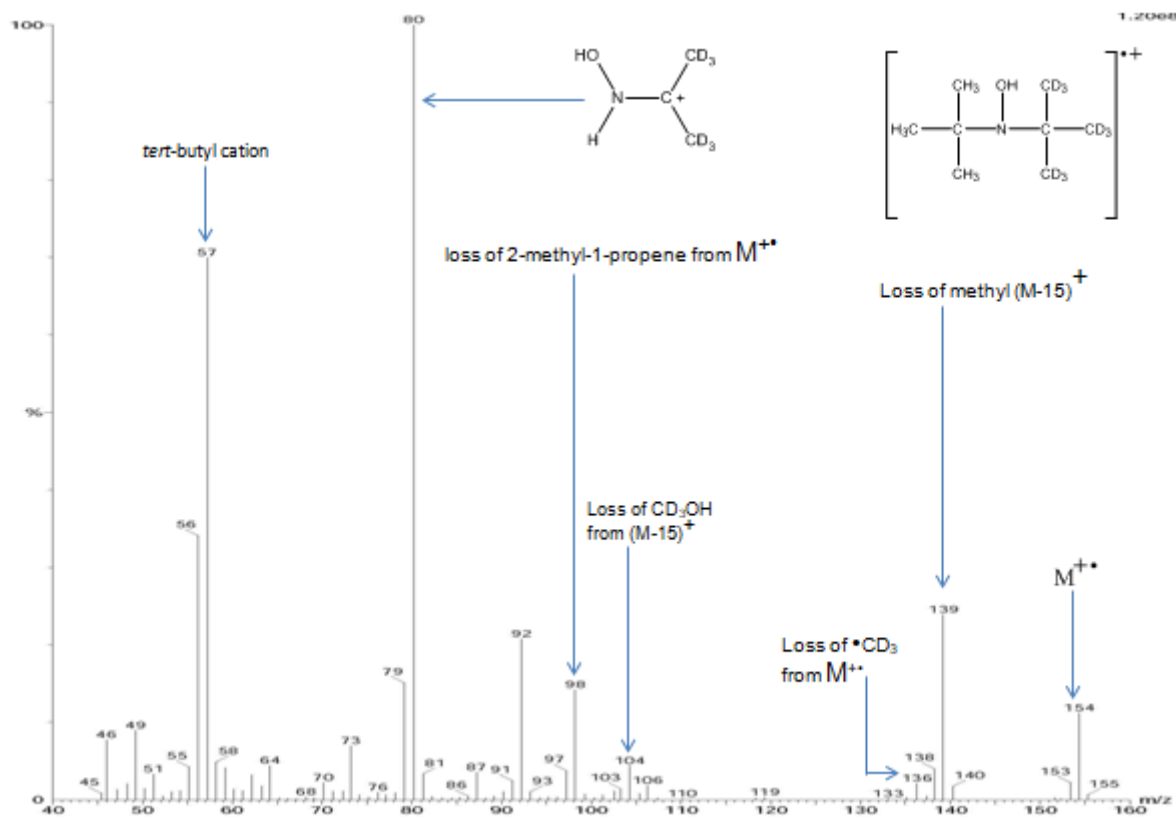 100
80
1.20e8
HO
CD3
N
C
+
H
CD3
•+
CH3
OH
CD3
H3C
C
N
C
CD3
CH3
CD3
tert-butyl cation
57
loss of 2-methyl-1-propene from M+•
Loss of methyl (M-15)+
%
56
Loss of CD3OH
from (M-15)+
M+•
139
92
Loss of •CD3
from M+•
79
98
154
46
49
55
58
51
45
64
68
70
73
76
81
86
87
91
93
97
103
104
106
110
119
133
136
138
140
153
155
0
40
50
60
70
80
90
100
110
120
130
140
150
160
m/z